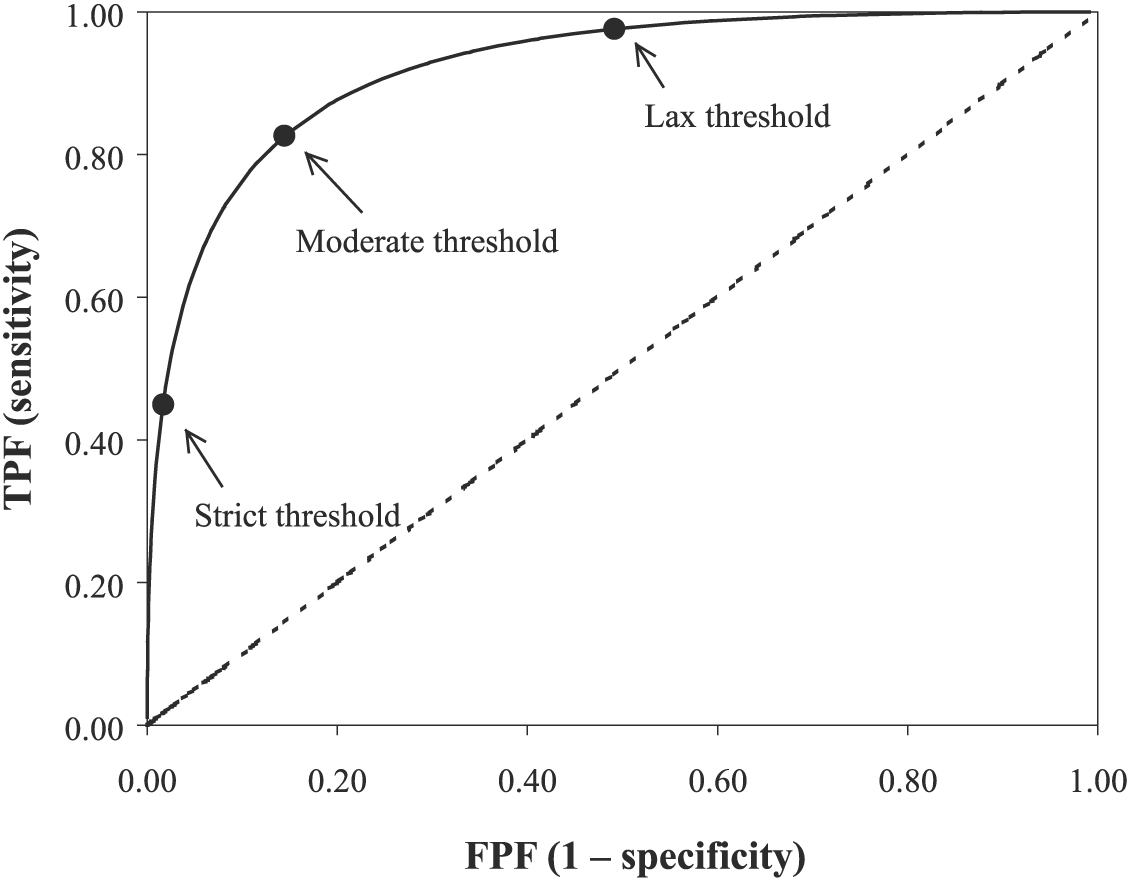 1.00
0.80
0.60
0.40
0.20
0.00
TPF (sensitivity)
Lax threshold
Moderate threshold
Strict threshold
0.00 0.20 0.40 0.60 0.80 1.00
FPF (1 – specificity)